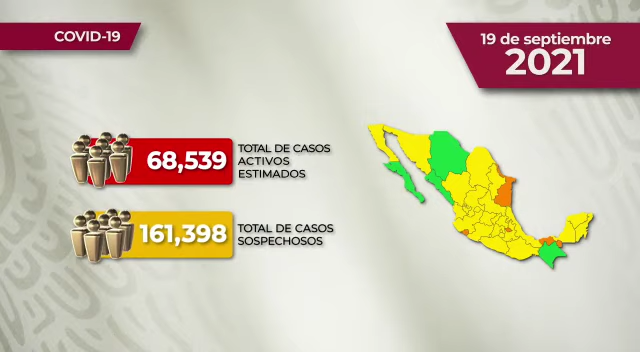 COVID-19
19 de septiembre
2021
68,539
TOTAL DE CASOS
ACTIVOS
ESTIMADOS
161,398
TOTAL DE CASOS
SOSPECHOSOS